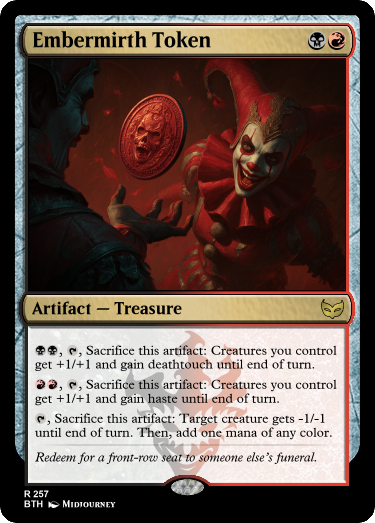 Embermirth Token
, , Sacrifice this artifact: Creatures you control
get +1/+1 and gain deathtouch until end of turn.
, , Sacrifice this artifact: Creatures you control
get +1/+1 and gain haste until end of turn.
, Sacrifice this artifact: Target creature gets -1/-1
until end of turn. Then, add one mana of any color.
Redeem for a front-row seat to someone else's funeral.
Artifact — Treasure
R 257
BTH Midjourney